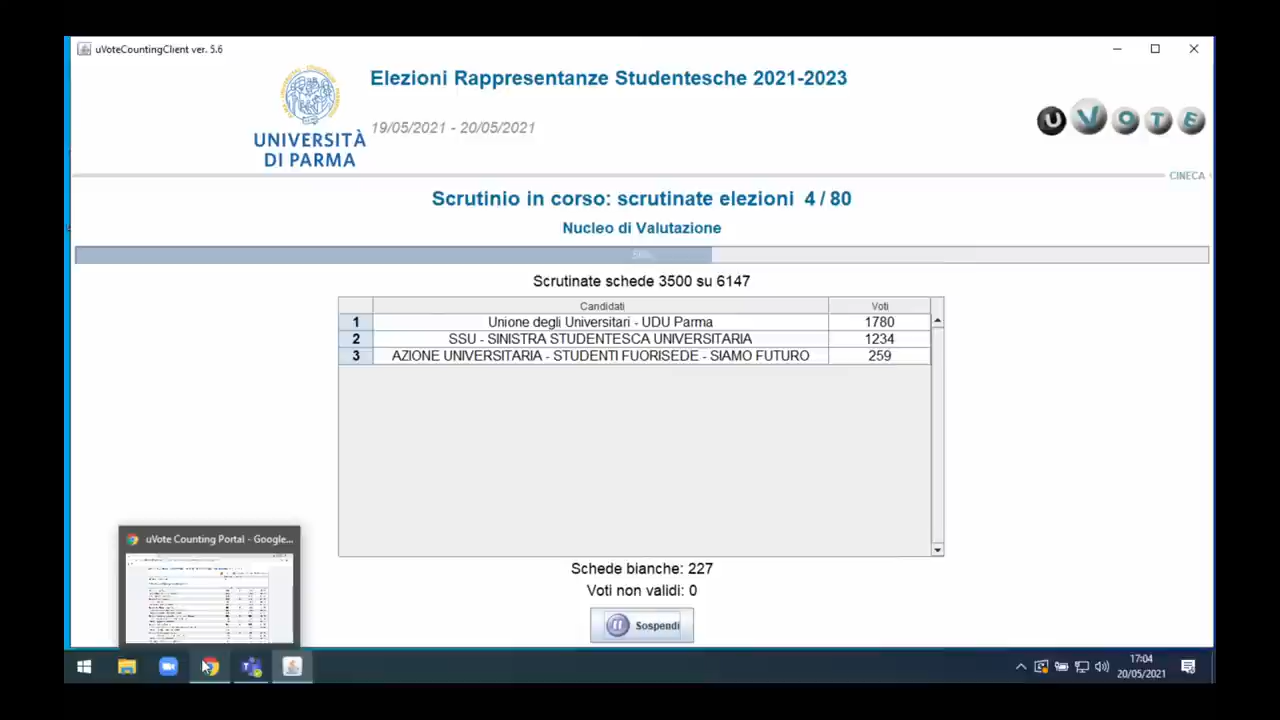 uVoteCountingClient ver. 5.6
Elezioni Rappresentanze Studentesche 2021-2023
19/05/2021 - 20/05/2021
UNIVERSITÀ
DI PARMA
U V O T E
CINECA
Scrutinio in corso: scrutinate elezioni 4 / 80
Nucleo di Valutazione
Scrutinate schede 3500 su 6147
Candidati Voti
1 Unione degli Universitari - UDU Parma 1780
2 SSU - SINISTRA STUDENTESCA UNIVERSITARIA 1234
3 AZIONE UNIVERSITARIA - STUDENTI FUORISEDE - SIAMO FUTURO 259
Schede bianche: 227
Voti non validi: 0
Sospendi
uVote Counting Portal - Google...
17:04
20/05/2021